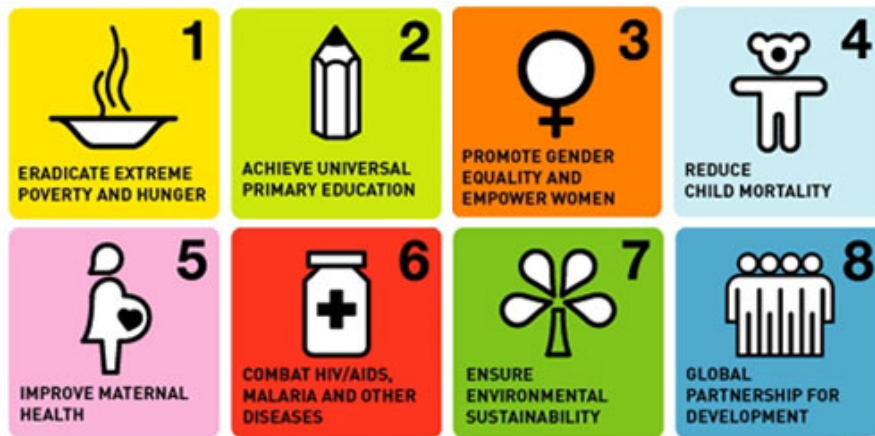 1
ERADICATE EXTREME
POVERTY AND HUNGER
2
ACHIEVE UNIVERSAL
PRIMARY EDUCATION
3
PROMOTE GENDER
EQUALITY AND
EMPOWER WOMEN
4
REDUCE
CHILD MORTALITY
5
IMPROVE MATERNAL
HEALTH
6
COMBAT HIV/AIDS,
MALARIA AND OTHER
DISEASES
7
ENSURE
ENVIRONMENTAL
SUSTAINABILITY
8
GLOBAL
PARTNERSHIP FOR
DEVELOPMENT